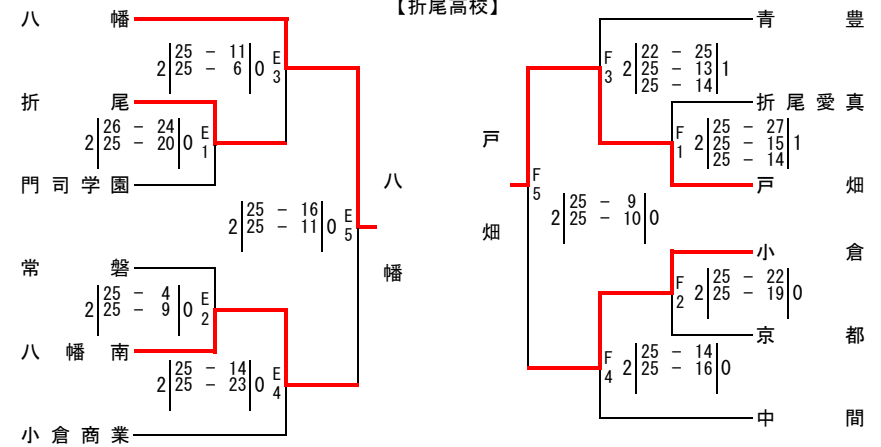 【折尾高校】
八幡
25 - 11
25 - 6
2 0
E3
折尾
26 - 24
25 - 20
2 0
E1
門司学園
25 - 16
25 - 11
2 0
E5
八幡
常磐
25 - 4
25 - 9
2 0
E2
八幡南
25 - 14
25 - 23
2 0
E4
小倉商業
青豊
22 - 25
25 - 13
25 - 14
2 1
F3
折尾愛真
25 - 27
25 - 15
25 - 14
2 1
F1
戸畑
戸畑
F5
25 - 9
25 - 10
2 0
小倉
25 - 22
25 - 19
2 0
F2
京都
25 - 14
25 - 16
2 0
F4
中間